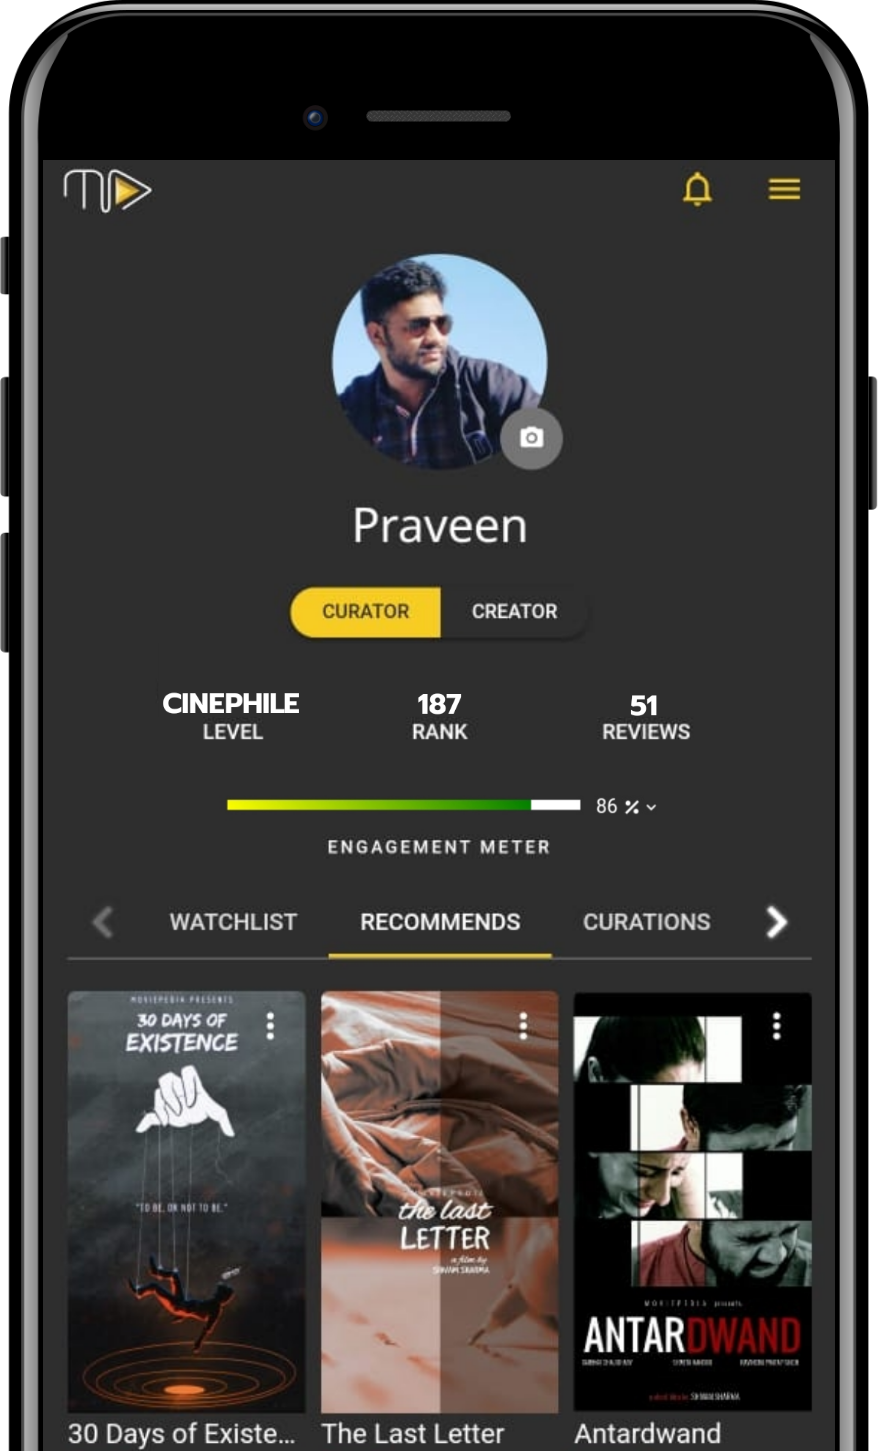 Praveen
CURATOR CREATOR
CINEPHILE 187 51
LEVEL RANK REVIEWS
86 %
ENGAGEMENT METER
WATCHLIST RECOMMENDS CURATIONS
MOVIEPEDIA PRESENTS
30 DAYS OF
EXISTENCE
"TO BE, OR NOT TO BE."
the last
LETTER
a film by
SHIVAM SHARMA
MOVIEPEDIA presents
ANTARDWAND
SHIVAM SHARMA
30 Days of Existe... The Last Letter Antardwand